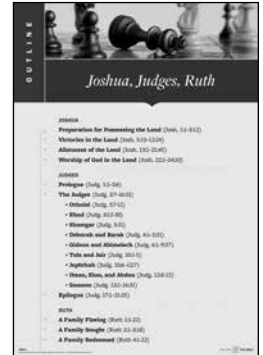 OUTLINE
Joshua, Judges, Ruth
JOSHUA
Preparation for Possessing the Land (Josh. 1:1-5:12)
Victories in the Land (Josh. 5:13-12:24)
Allotment of the Land (Josh. 13:1-21:45)
Worship of God in the Land (Josh. 22:1-24:33)
JUDGES
Prologue (Judg. 1:1-3:6)
The Judges (Judg. 3:7-16:31)
• Othniel (Judg. 3:7-11)
• Ehud (Judg. 3:12-30)
• Shamgar (Judg. 3:31)
• Deborah and Barak (Judg. 4:1-5:31)
• Gideon and Abimelech (Judg. 6:1-9:57)
• Tola and Jair (Judg. 10:1-5)
• Jephthah (Judg. 10:6-12:7)
• Ibzan, Elon, and Abdon (Judg. 12:8-15)
• Samson (Judg. 13:1-16:31)
Epilogue (Judg. 17:1-21:25)
RUTH
A Family Fleeing (Ruth 1:1-22)
A Family Sought (Ruth 2:1-3:18)
A Family Redeemed (Ruth 4:1-22)